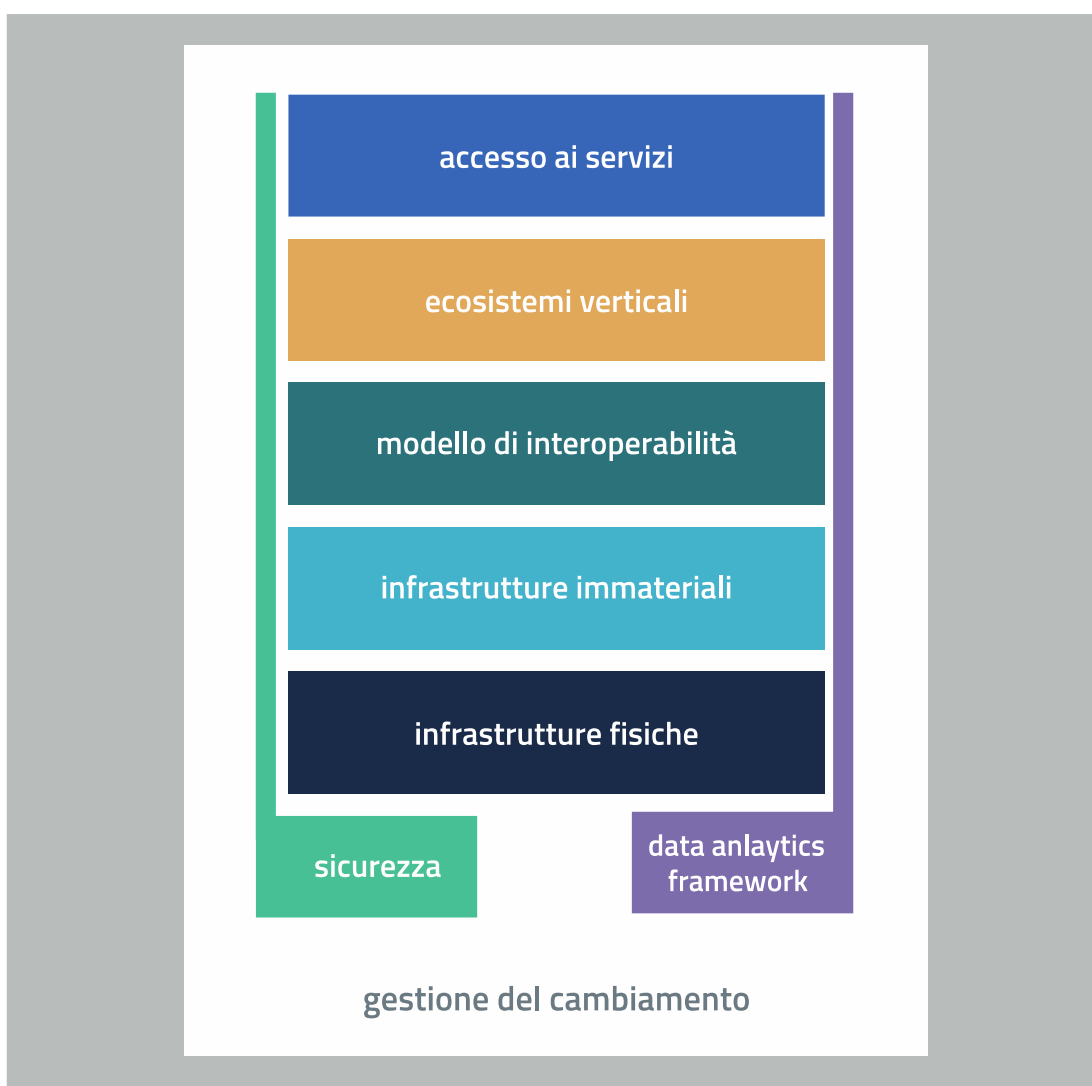 accesso ai servizi
ecosistemi verticali
modello di interoperabilità
infrastrutture immateriali
infrastrutture fisiche
sicurezza
data anlaytics
framework
gestione del cambiamento